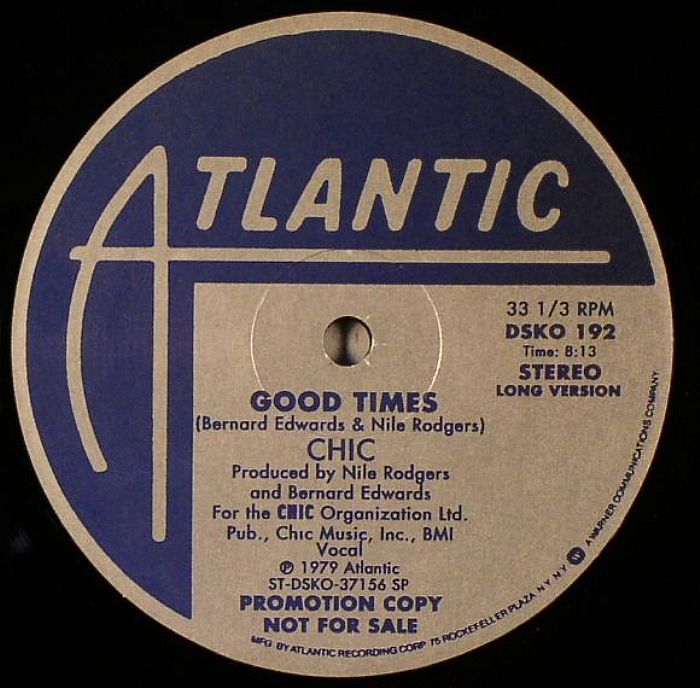 ATLANTIC
33 1/3 RPM
DSKO 192
Time: 8:13
STEREO
LONG VERSION
GOOD TIMES
(Bernard Edwards & Nile Rodgers)
CHIC
Produced by Nile Rodgers
and Bernard Edwards
For the CHIC Organization Ltd.
Pub., Chic Music, Inc., BMI
Vocal
℗ 1979 Atlantic
ST-DSKO-37156 SP
PROMOTION COPY
NOT FOR SALE
MFG BY ATLANTIC RECORDING CORP 75 ROCKEFELLER PLAZA N Y N Y
A WARNER COMMUNICATIONS COMPANY